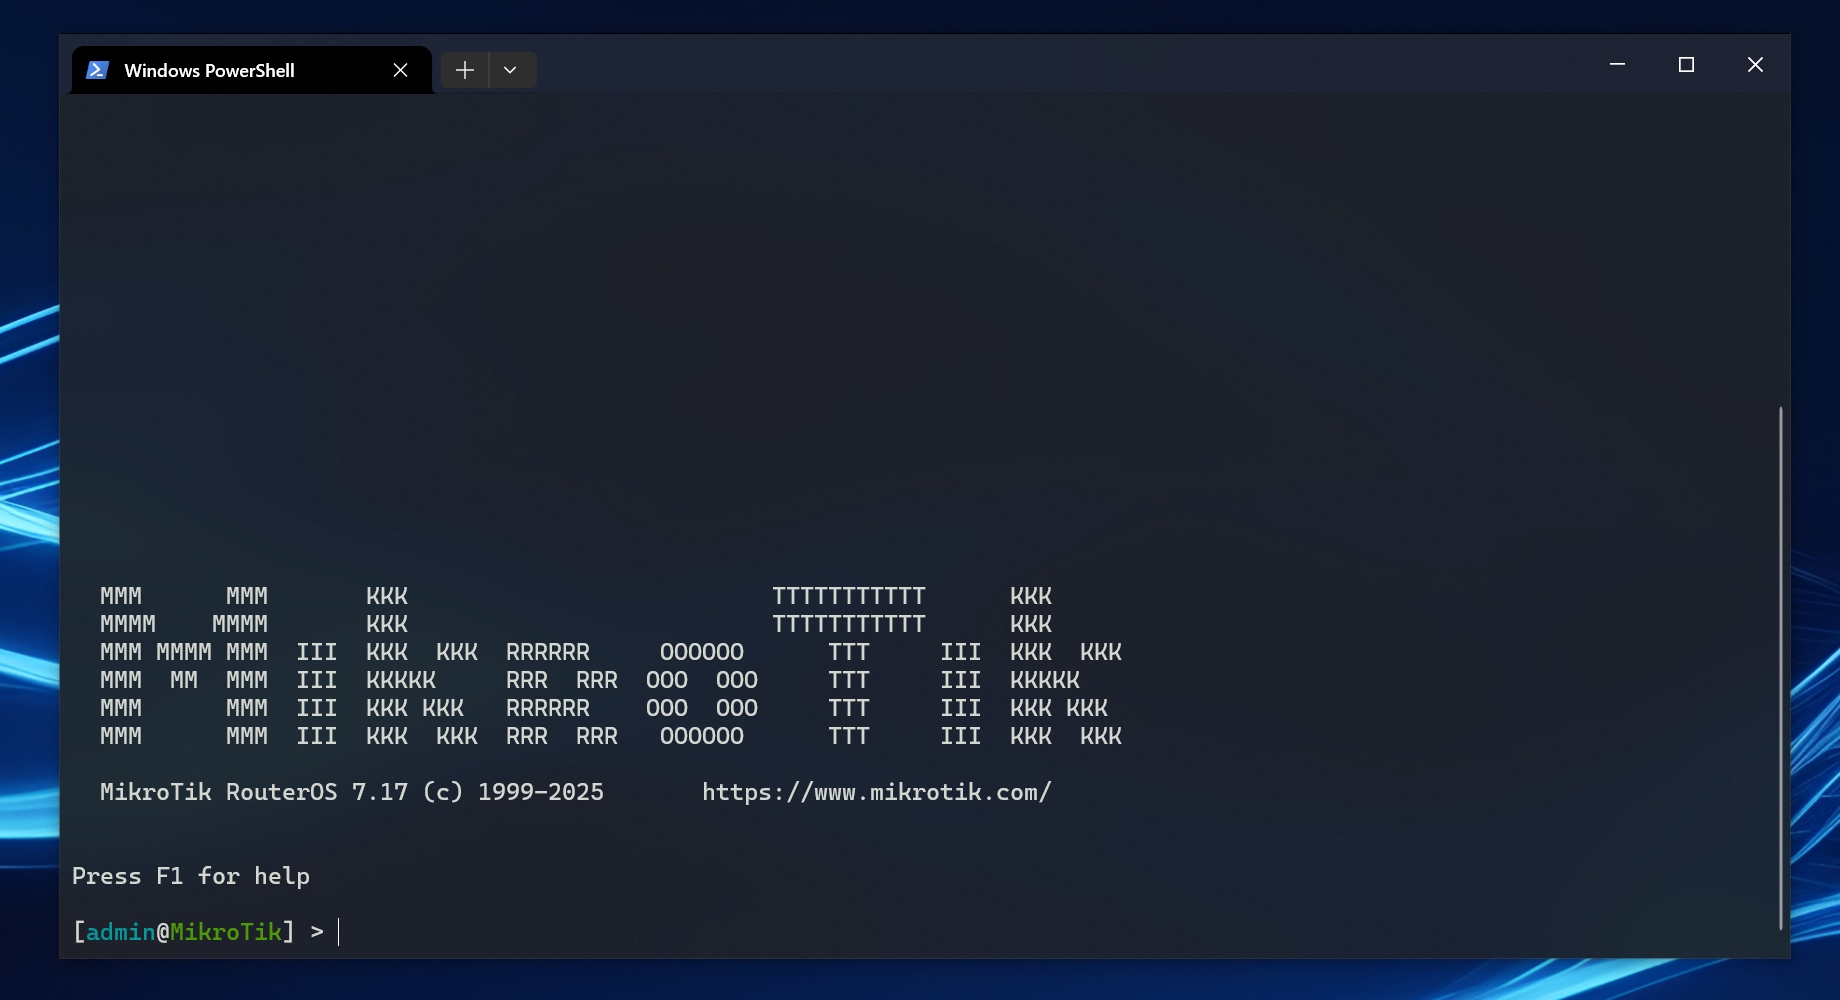 Windows PowerShell
MMM      MMM       KKK                          TTTTTTTTTTT      KKK
MMMM    MMMM       KKK                          TTTTTTTTTTT      KKK
MMM MMMM MMM  III  KKK  KKK  RRRRRR     OOOOOO      TTT     III  KKK  KKK
MMM  MM  MMM  III  KKKKK     RRR  RRR  OOO  OOO     TTT     III  KKKKK
MMM      MMM  III  KKK KKK   RRRRRR    OOO  OOO     TTT     III  KKK KKK
MMM      MMM  III  KKK  KKK  RRR  RRR   OOOOOO      TTT     III  KKK  KKK
MikroTik RouterOS 7.17 (c) 1999-2025       https://www.mikrotik.com/
Press F1 for help
[admin@MikroTik] >